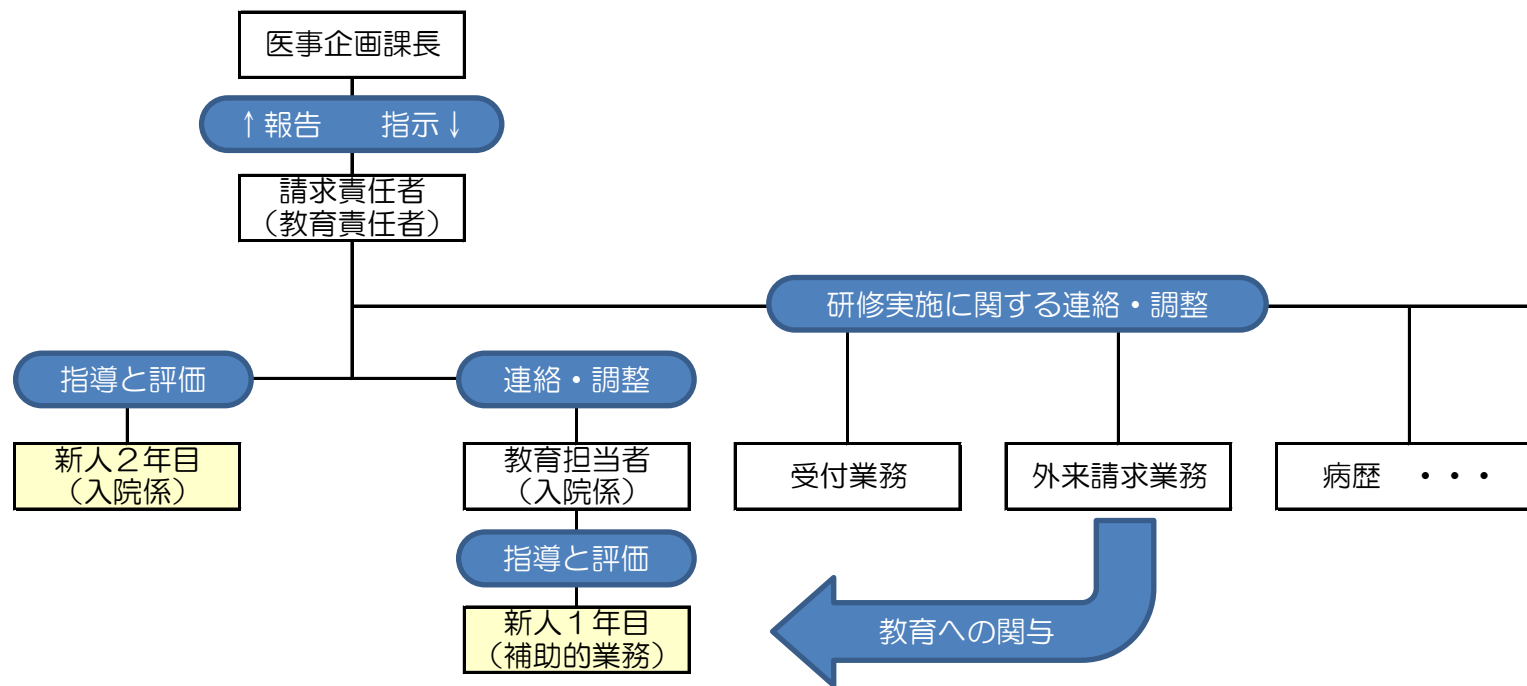 医事企画課長
↑報告　　指示↓
請求責任者
（教育責任者）
研修実施に関する連絡・調整
指導と評価
連絡・調整
新人２年目
（入院係）
教育担当者
（入院係）
受付業務
外来請求業務
病歴　・・・
指導と評価
新人１年目
（補助的業務）
教育への関与